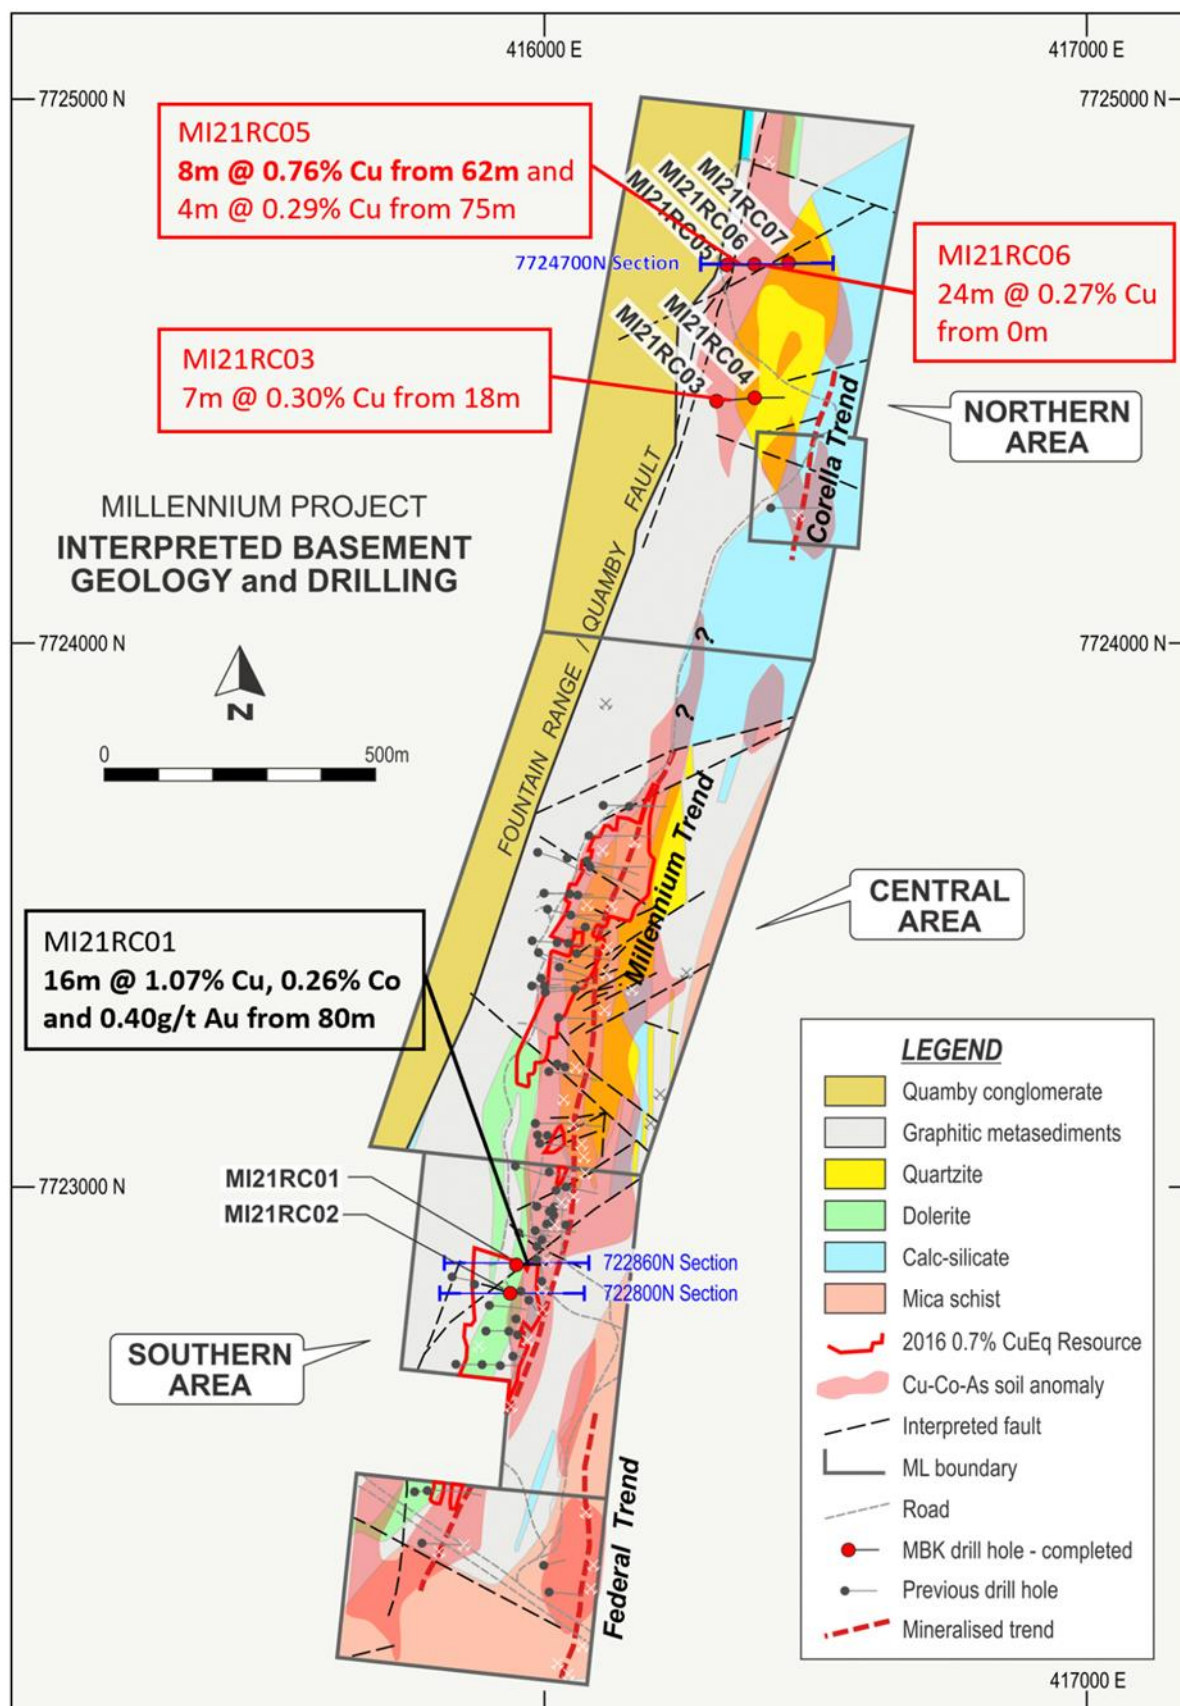 416000 E
417000 E
7725000 N
7725000 N
MI21RC05
8m @ 0.76% Cu from 62m and
4m @ 0.29% Cu from 75m
MI21RC07
MI21RC06
MI21RC05
7724700N Section
MI21RC06
24m @ 0.27% Cu
from 0m
MI21RC03
7m @ 0.30% Cu from 18m
MI21RC04
MI21RC03
NORTHERN
AREA
Corella Trend
MILLENNIUM PROJECT
INTERPRETED BASEMENT
GEOLOGY and DRILLING
FOUNTAIN RANGE / QUAMBY FAULT
7724000 N
7724000 N
?
?
N
0
500m
Millennium Trend
CENTRAL
AREA
MI21RC01
16m @ 1.07% Cu, 0.26% Co
and 0.40g/t Au from 80m
7723000 N
MI21RC01
MI21RC02
722860N Section
722800N Section
SOUTHERN
AREA
Federal Trend
LEGEND
Quamby conglomerate
Graphitic metasediments
Quartzite
Dolerite
Calc-silicate
Mica schist
2016 0.7% CuEq Resource
Cu-Co-As soil anomaly
Interpreted fault
ML boundary
Road
MBK drill hole - completed
Previous drill hole
Mineralised trend
417000 E